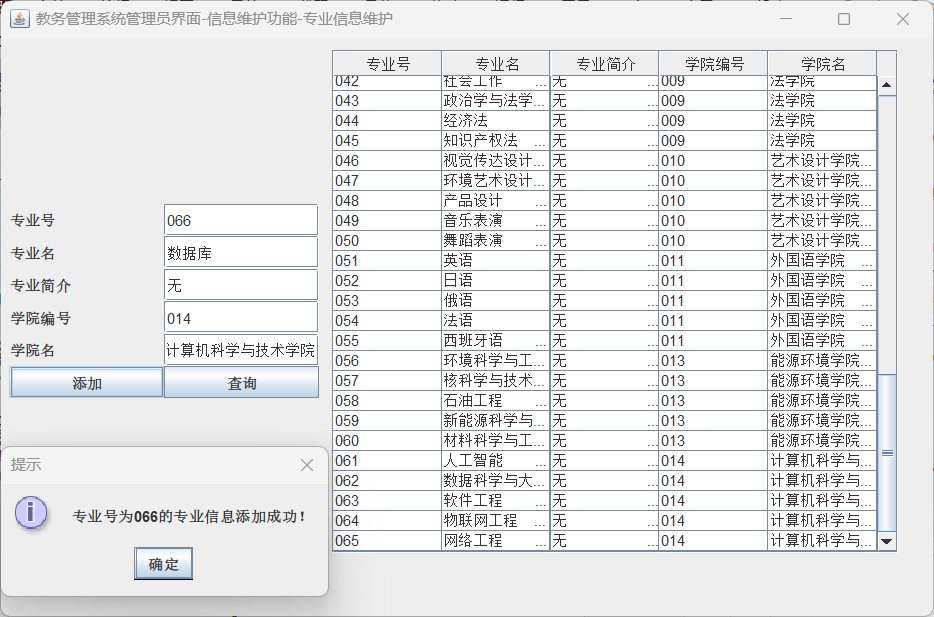 教务管理系统管理员界面-信息维护功能-专业信息维护
专业号 066
专业名 数据库
专业简介 无
学院编号 014
学院名 计算机科学与技术学院
添加 查询
专业号 专业名 专业简介 学院编号 学院名
042 社会工作 ... 无 ... 009 法学院
043 政治学与法学... 无 ... 009 法学院
044 经济法 无 ... 009 法学院
045 知识产权法 ... 无 ... 009 法学院
046 视觉传达设计... 无 ... 010 艺术设计学院...
047 环境艺术设计... 无 ... 010 艺术设计学院...
048 产品设计 ... 无 ... 010 艺术设计学院...
049 音乐表演 ... 无 ... 010 艺术设计学院...
050 舞蹈表演 ... 无 ... 010 艺术设计学院...
051 英语 无 ... 011 外国语学院 ...
052 日语 无 ... 011 外国语学院 ...
053 俄语 无 ... 011 外国语学院 ...
054 法语 无 ... 011 外国语学院 ...
055 西班牙语 ... 无 ... 011 外国语学院 ...
056 环境科学与工... 无 ... 013 能源环境学院...
057 核科学与技术... 无 ... 013 能源环境学院...
058 石油工程 ... 无 ... 013 能源环境学院...
059 新能源科学与... 无 ... 013 能源环境学院...
060 材料科学与工... 无 ... 013 能源环境学院...
061 人工智能 ... 无 ... 014 计算机科学与...
062 数据科学与大... 无 ... 014 计算机科学与...
063 软件工程 ... 无 ... 014 计算机科学与...
064 物联网工程 ... 无 ... 014 计算机科学与...
065 网络工程 ... 无 ... 014 计算机科学与...
提示
专业号为066的专业信息添加成功！
确定